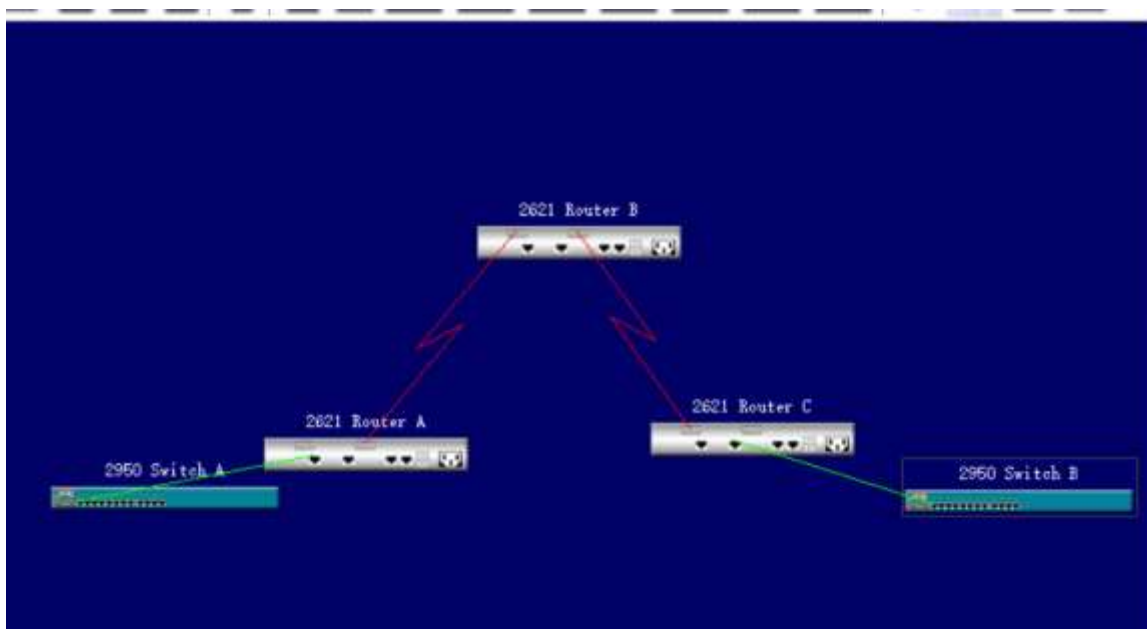 2621 Router B
2621 Router A
2621 Router C
2950 Switch A
2950 Switch B